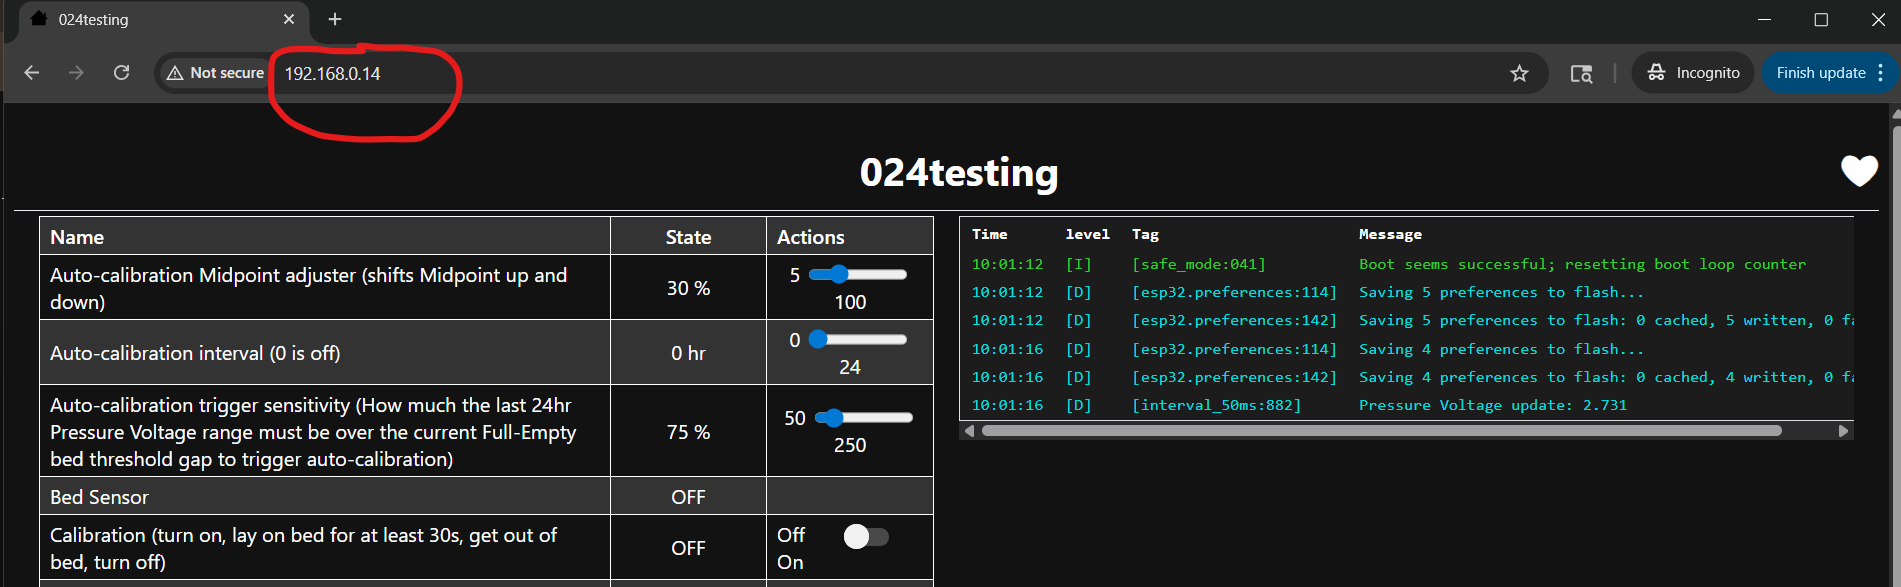 024testing
Not secure
192.168.0.14
Incognito
Finish update
024testing
Name State Actions
Auto-calibration Midpoint adjuster (shifts Midpoint up and
down)
30 %
5
100
Auto-calibration interval (0 is off)
0 hr
0
24
Auto-calibration trigger sensitivity (How much the last 24hr
Pressure Voltage range must be over the current Full-Empty
bed threshold gap to trigger auto-calibration)
75 %
50
250
Bed Sensor
OFF
Calibration (turn on, lay on bed for at least 30s, get out of
bed, turn off)
OFF
Off
On
Time level Tag Message
10:01:12 [I] [safe_mode:041] Boot seems successful; resetting boot loop counter
10:01:12 [D] [esp32.preferences:114] Saving 5 preferences to flash...
10:01:12 [D] [esp32.preferences:142] Saving 5 preferences to flash: 0 cached, 5 written, 0
10:01:16 [D] [esp32.preferences:114] Saving 4 preferences to flash...
10:01:16 [D] [esp32.preferences:142] Saving 4 preferences to flash: 0 cached, 4 written, 0
10:01:16 [D] [interval_50ms:882] Pressure Voltage update: 2.731